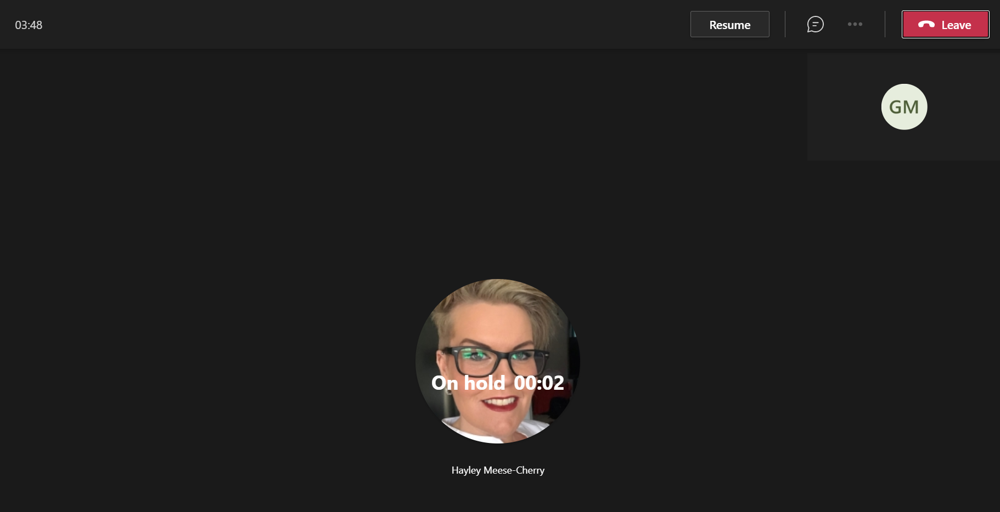 03:48
Resume
Leave
GM
On hold 00:02
Hayley Meese-Cherry